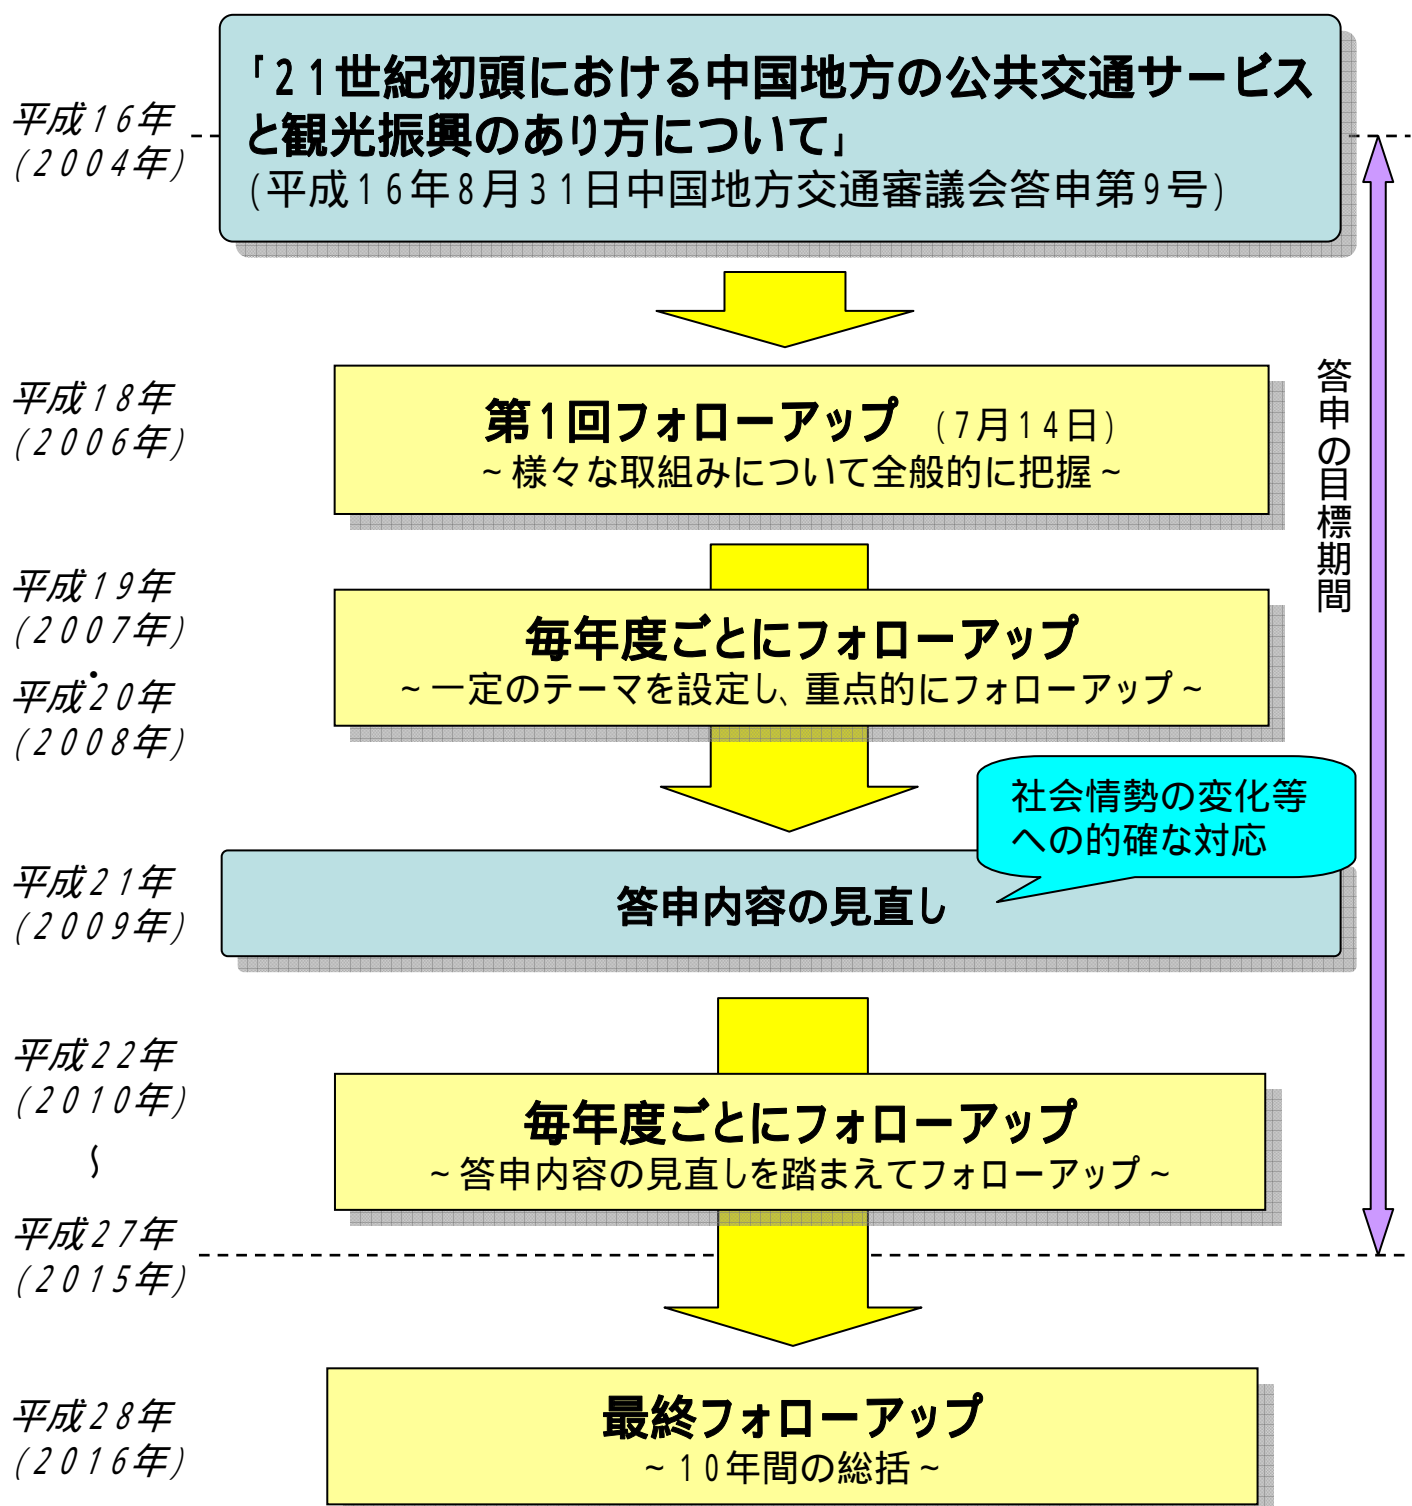 平成16年
(2004年)
「21世紀初頭における中国地方の公共交通サービス
と観光振興のあり方について」
(平成16年8月31日中国地方交通審議会答申第9号)
答申の目標期間
平成18年
(2006年)
第1回フォローアップ (7月14日)
~様々な取組みについて全般的に把握~
平成19年
(2007年)
・
平成20年
(2008年)
毎年度ごとにフォローアップ
~一定のテーマを設定し、重点的にフォローアップ~
社会情勢の変化等
への的確な対応
平成21年
(2009年)
答申内容の見直し
平成22年
(2010年)
~
平成27年
(2015年)
毎年度ごとにフォローアップ
~答申内容の見直しを踏まえてフォローアップ~
平成28年
(2016年)
最終フォローアップ
~10年間の総括~